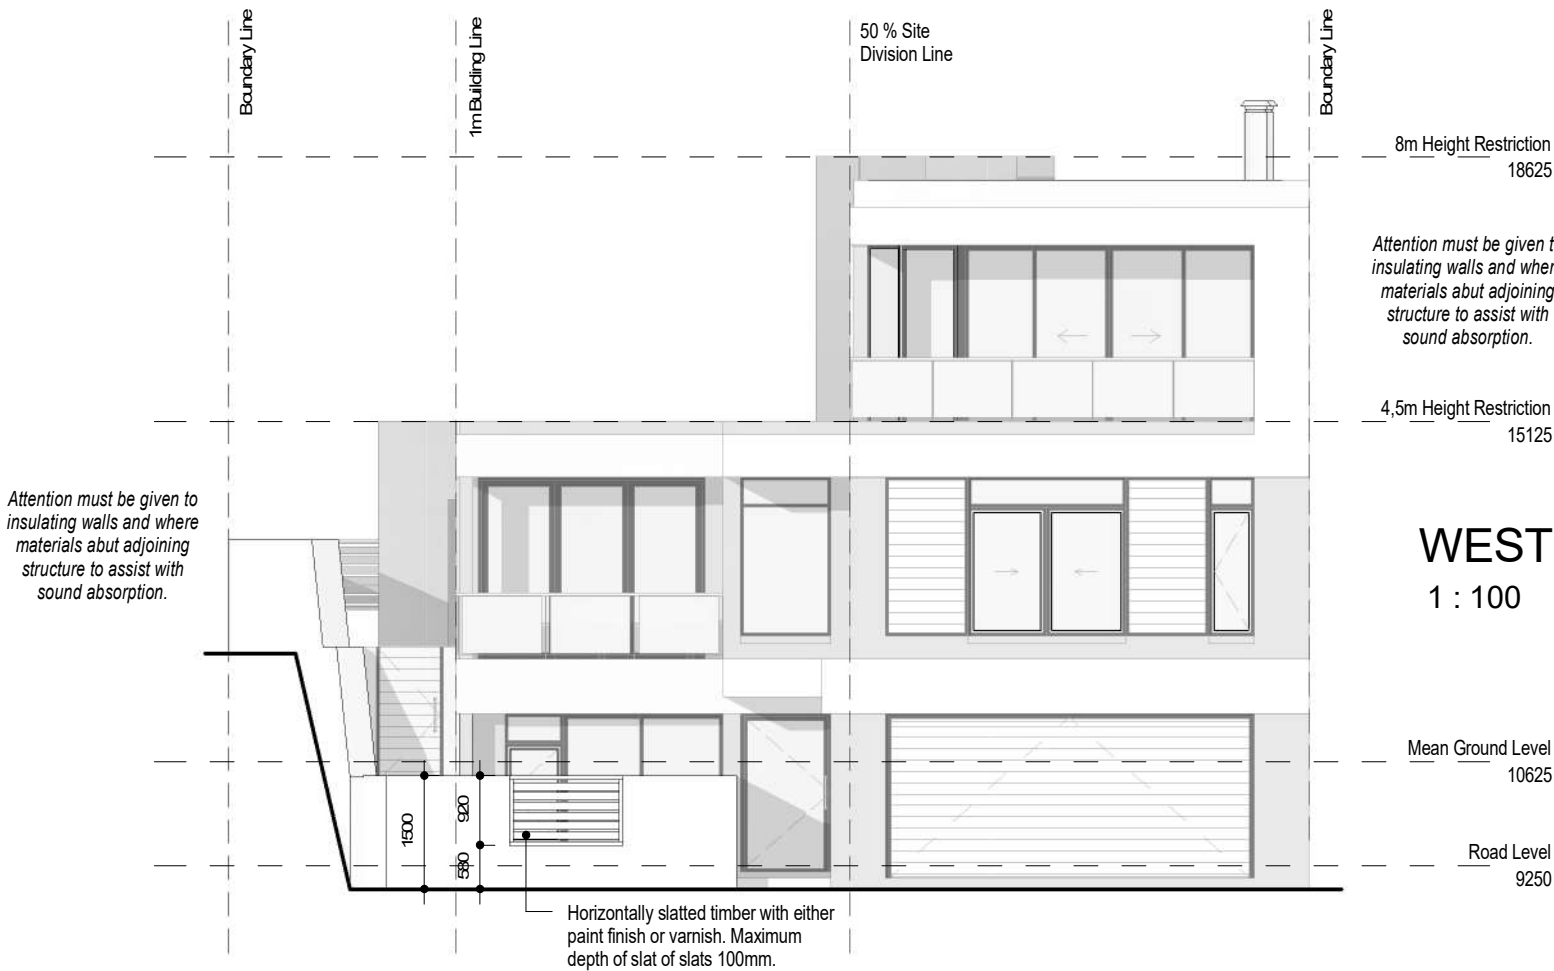 Boundary Line
1m Building Line
50 % Site
Division Line
Boundary Line
8m Height Restriction
18625
Attention must be given t
insulating walls and wher
materials abut adjoining
structure to assist with
sound absorption.
4,5m Height Restriction
15125
Attention must be given to
insulating walls and where
materials abut adjoining
structure to assist with
sound absorption.
WEST
1 : 100
Mean Ground Level
10625
1500
920
580
Road Level
9250
Horizontally slatted timber with either
paint finish or varnish. Maximum
depth of slat of slats 100mm.